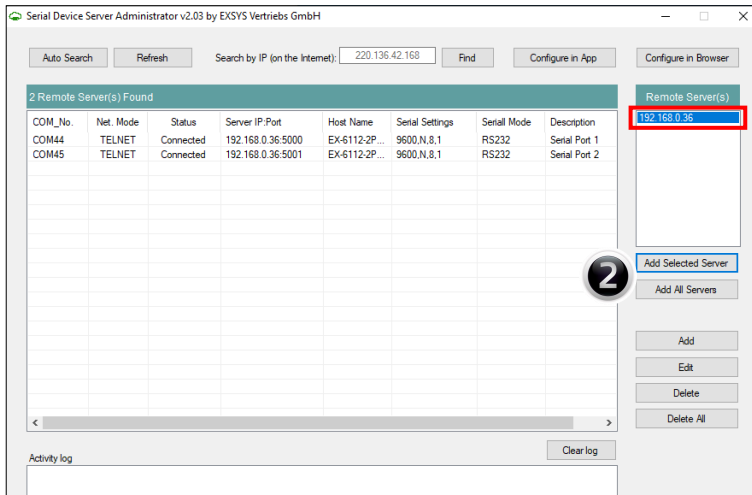 Serial Device Server Administrator v2.03 by EXSYS Vertriebs GmbH
Auto Search Refresh Search by IP (on the Internet): 220.136.42.168 Find Configure in App Configure in Browser
2 Remote Server(s) Found Remote Server(s)
COM_No. Net. Mode Status Server IP:Port Host Name Serial Settings Seriall Mode Description 192.168.0.36
COM44 TELNET Connected 192.168.0.36:5000 EX-6112-2P... 9600,N,8,1 RS232 Serial Port 1
COM45 TELNET Connected 192.168.0.36:5001 EX-6112-2P... 9600,N,8,1 RS232 Serial Port 2
Add Selected Server
2
Add All Servers
Add
Edit
Delete
Delete All
Activity log Clear log